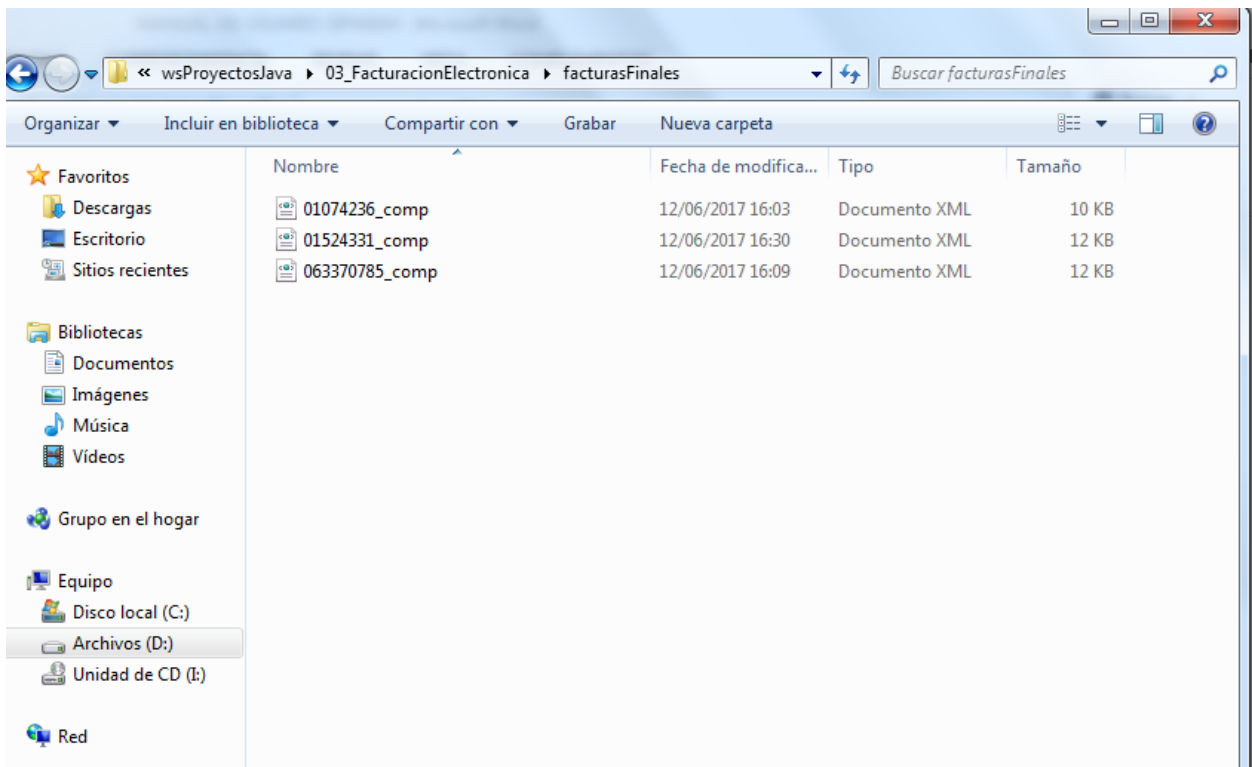 « wsProyectosJava ▸ 03_FacturacionElectronica ▸ facturasFinales
Buscar facturasFinales
Organizar Incluir en biblioteca Compartir con Grabar Nueva carpeta
Nombre Fecha de modifica... Tipo Tamaño
01074236_comp 12/06/2017 16:03 Documento XML 10 KB
01524331_comp 12/06/2017 16:30 Documento XML 12 KB
063370785_comp 12/06/2017 16:09 Documento XML 12 KB
Favoritos
Descargas
Escritorio
Sitios recientes
Bibliotecas
Documentos
Imágenes
Música
Vídeos
Grupo en el hogar
Equipo
Disco local (C:)
Archivos (D:)
Unidad de CD (I:)
Red